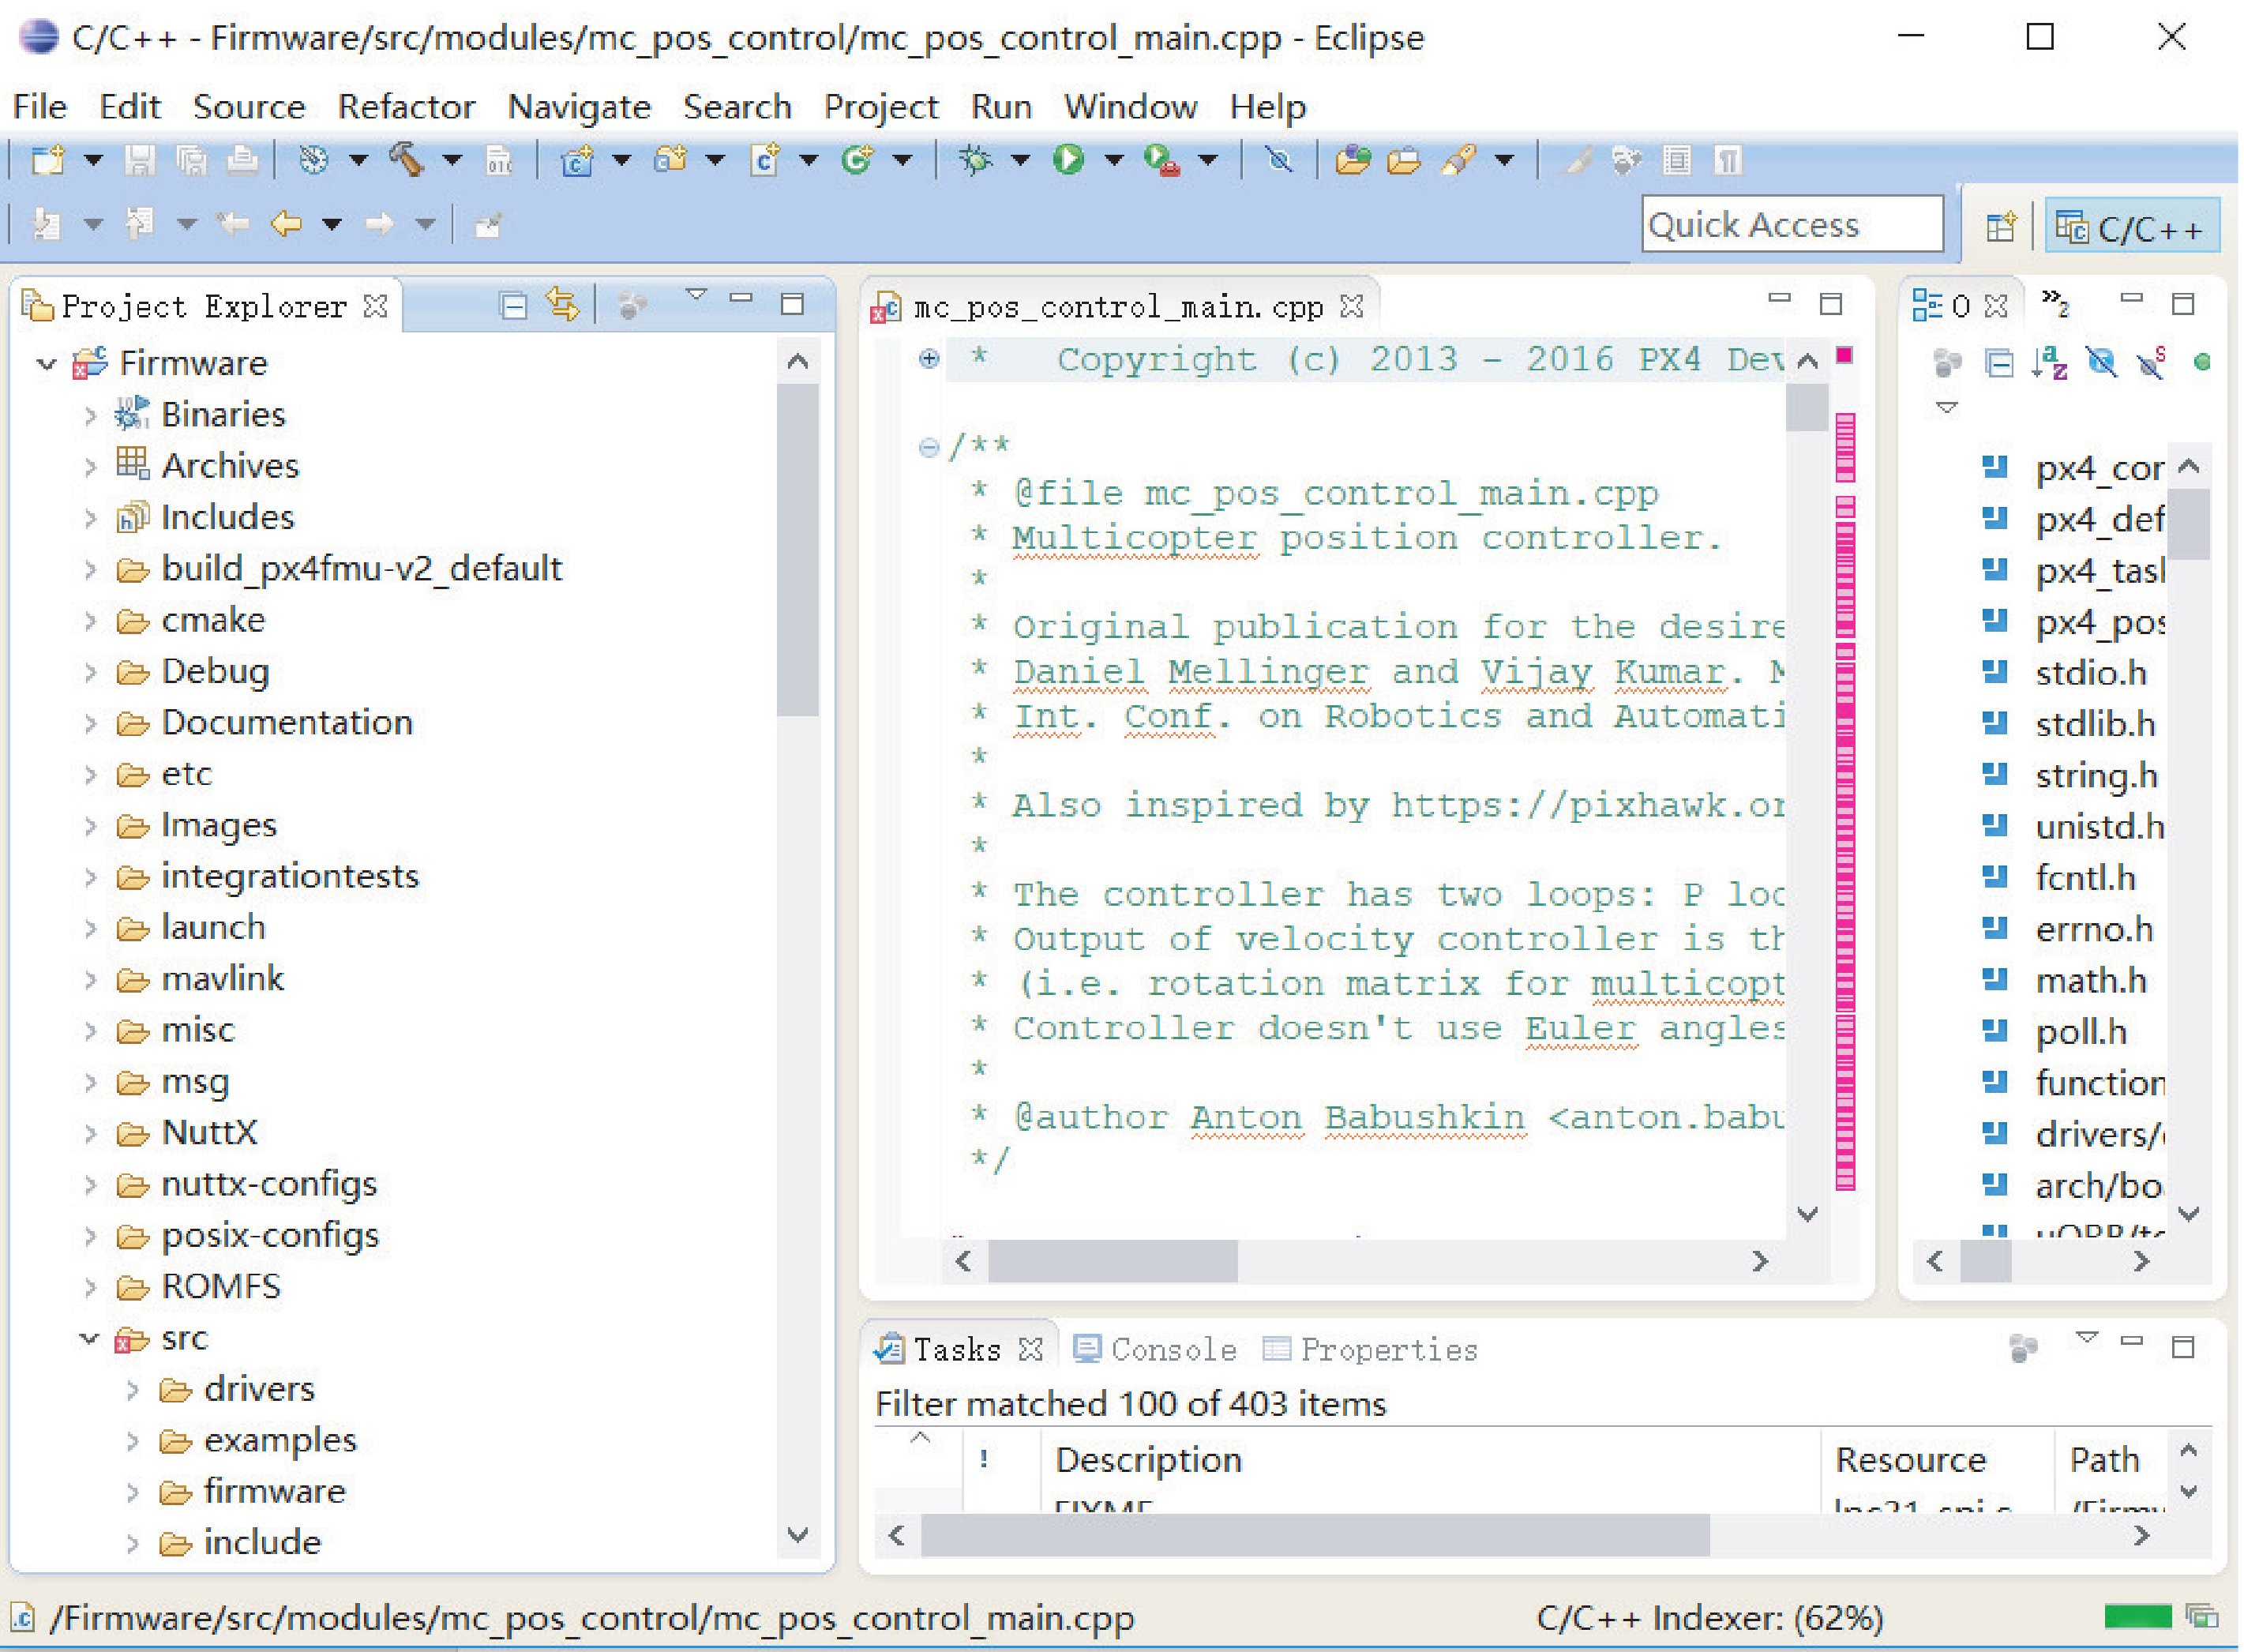 C/C++ - Firmware/src/modules/mc_pos_control/mc_pos_control_main.cpp - Eclipse
File Edit Source Refactor Navigate Search Project Run Window Help
Quick Access
C/C++
Project Explorer
Firmware
Binaries
Archives
Includes
build_px4fmu-v2_default
cmake
Debug
Documentation
etc
Images
integrationtests
launch
mavlink
misc
msg
NuttX
nuttx-configs
posix-configs
ROMFS
src
drivers
examples
firmware
include
mc_pos_control_main.cpp
* Copyright (c) 2013 - 2016 PX4 Dev
/**
* @file mc_pos_control_main.cpp
* Multicopter position controller.
*
* Original publication for the desire
* Daniel Mellinger and Vijay Kumar. M
* Int. Conf. on Robotics and Automati
*
* Also inspired by https://pixhawk.or
*
* The controller has two loops: P loo
* Output of velocity controller is th
* (i.e. rotation matrix for multicopt
* Controller doesn't use Euler angles
*
* @author Anton Babushkin <anton.babu
*/
O
2
px4_cor
px4_def
px4_tas
px4_pos
stdio.h
stdlib.h
string.h
unistd.h
fcntl.h
errno.h
math.h
poll.h
function
drivers/
arch/bo
Tasks Console Properties
Filter matched 100 of 403 items
! Description Resource Path
FIXME
/Firmware/src/modules/mc_pos_control/mc_pos_control_main.cpp
C/C++ Indexer: (62%)